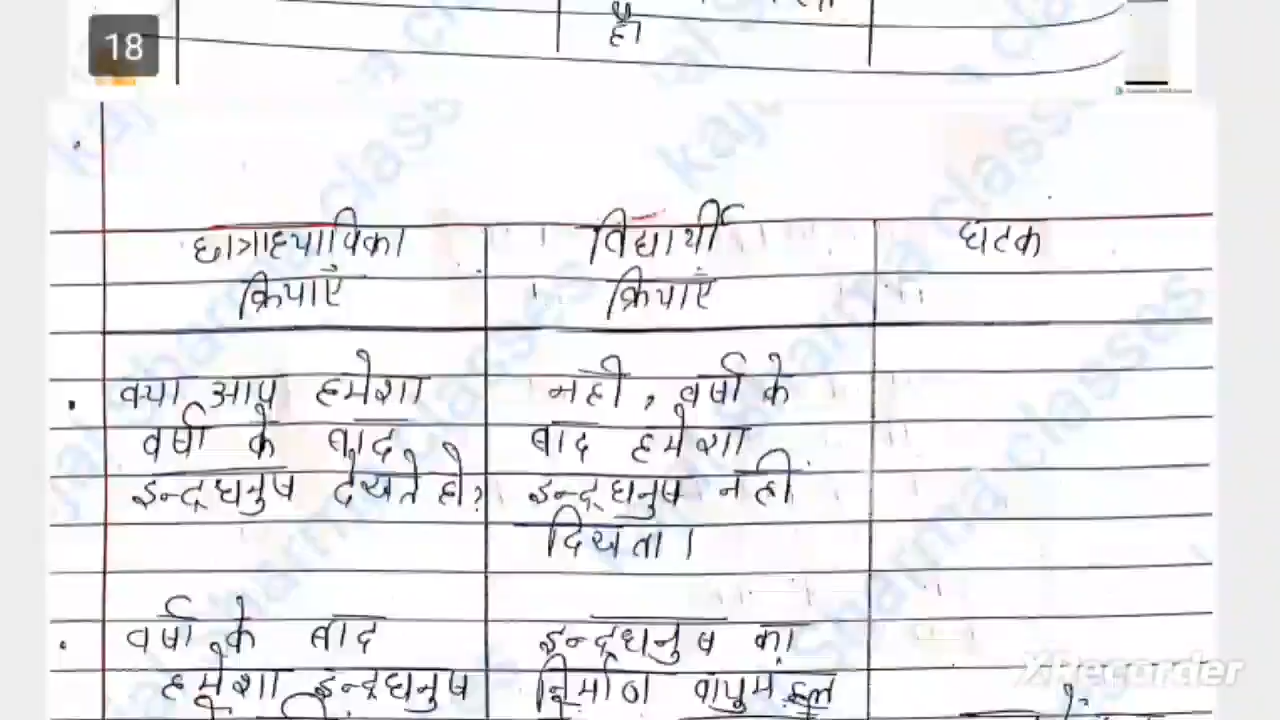 18
हो
छात्राध्यापिका विद्यार्थी घटक
क्रियाएँ क्रियाएँ
क्या आप हमेशा नही, वर्षा के
वर्षा के बाद बाद हमेशा
इन्द्रधनुष देखते हो? इन्द्रधनुष नही
दिखता।
वर्षा के बाद इन्द्रधनुष का
हमेशा इन्द्रधनुष निर्माण वायुमंडल
XRecorder